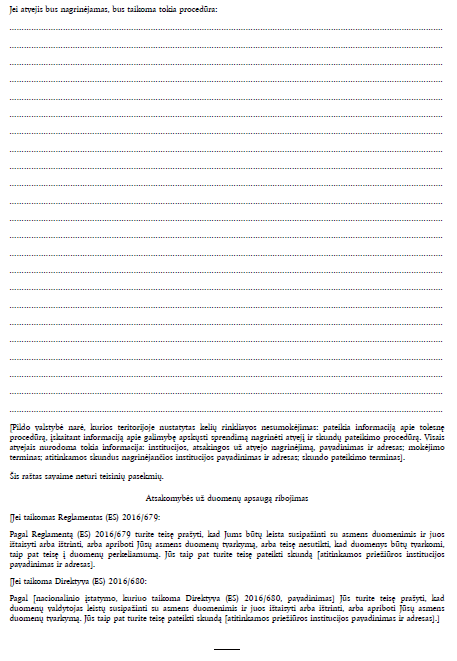 Jei atvejis bus nagrinėjamas, bus taikoma tokia procedūra:
[Pildo valstybė narė, kurios teritorijoje nustatytas kelių rinkliavos nesumokėjimas: pateikia informaciją apie tolesnę
procedūrą, įskaitant informaciją apie galimybę apskųsti sprendimą nagrinėti atvejį ir skundų pateikimo procedūrą. Visais
atvejais nurodoma tokia informacija: institucijos, atsakingos už atvejo nagrinėjimą, pavadinimas ir adresas; mokėjimo
terminas; atitinkamos skundus nagrinėjančios institucijos pavadinimas ir adresas; skundo pateikimo terminas].
Šis raštas savaime neturi teisinių pasekmių.
Atsakomybės už duomenų apsaugą ribojimas
[Jei taikomas Reglamentas (ES) 2016/679:
Pagal Reglamentą (ES) 2016/679 turite teisę prašyti, kad Jums būtų leista susipažinti su asmens duomenimis ir juos
ištaisyti arba ištrinti, arba apriboti Jūsų asmens duomenų tvarkymą, arba teisę nesutikti, kad duomenys būtų tvarkomi,
taip pat teisę į duomenų perkeliamumą. Jūs taip pat turite teisę pateikti skundą [atitinkamos priežiūros institucijos
pavadinimas ir adresas].
[Jei taikoma Direktyva (ES) 2016/680:
Pagal [nacionalinio įstatymo, kuriuo taikoma Direktyva (ES) 2016/680, pavadinimas] Jūs turite teisę prašyti, kad
duomenų valdytojas leistų susipažinti su asmens duomenimis ir juos ištaisyti arba ištrinti, arba apriboti Jūsų asmens
duomenų tvarkymą. Jūs taip pat turite teisę pateikti skundą [atitinkamos priežiūros institucijos pavadinimas ir adresas].]